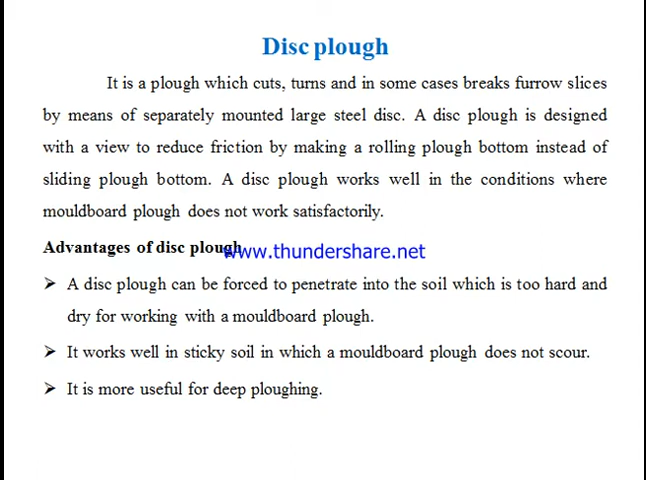 Disc plough
It is a plough which cuts, turns and in some cases breaks furrow slices
by means of separately mounted large steel disc. A disc plough is designed
with a view to reduce friction by making a rolling plough bottom instead of
sliding plough bottom. A disc plough works well in the conditions where
mouldboard plough does not work satisfactorily.
Advantages of disc plough
www.thundershare.net
➢ A disc plough can be forced to penetrate into the soil which is too hard and
dry for working with a mouldboard plough.
➢ It works well in sticky soil in which a mouldboard plough does not scour.
➢ It is more useful for deep ploughing.